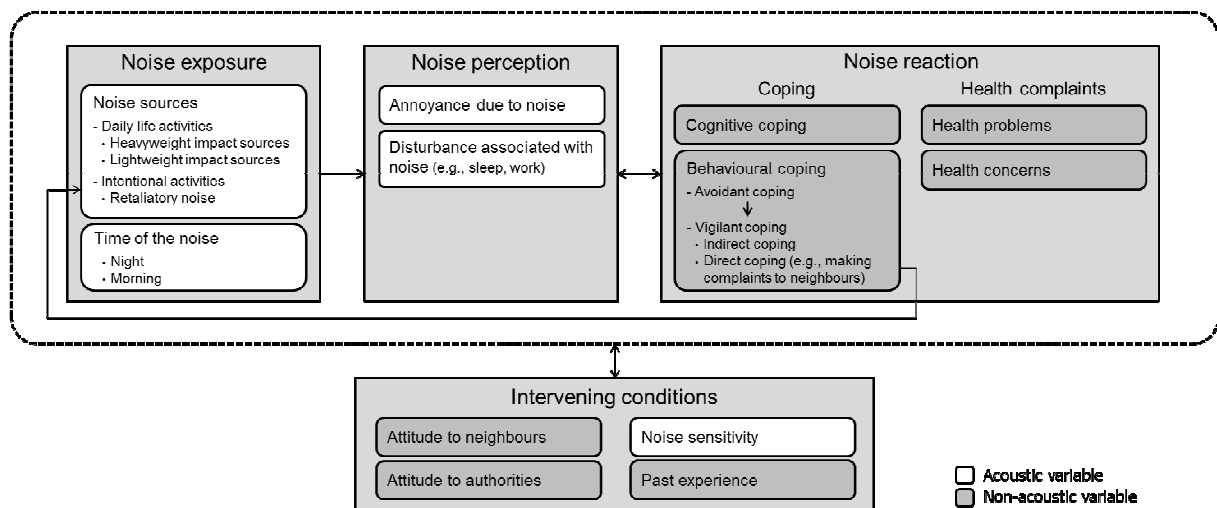 Noise exposure
Noise sources
- Daily life activities
- Heavyweight impact sources
- Lightweight impact sources
- Intentional activities
- Retaliatory noise
Time of the noise
- Night
- Morning
Noise perception
Annoyance due to noise
Disturbance associated with
noise (e.g., sleep, work)
Noise reaction
Coping
Cognitive coping
Behavioural coping
- Avoidant coping
- Vigilant coping
- Indirect coping
- Direct coping (e.g., making
complaints to neighbours)
Health complaints
Health problems
Health concerns
Intervening conditions
Attitude to neighbours
Noise sensitivity
Attitude to authorities
Past experience
Acoustic variable
Non-acoustic variable